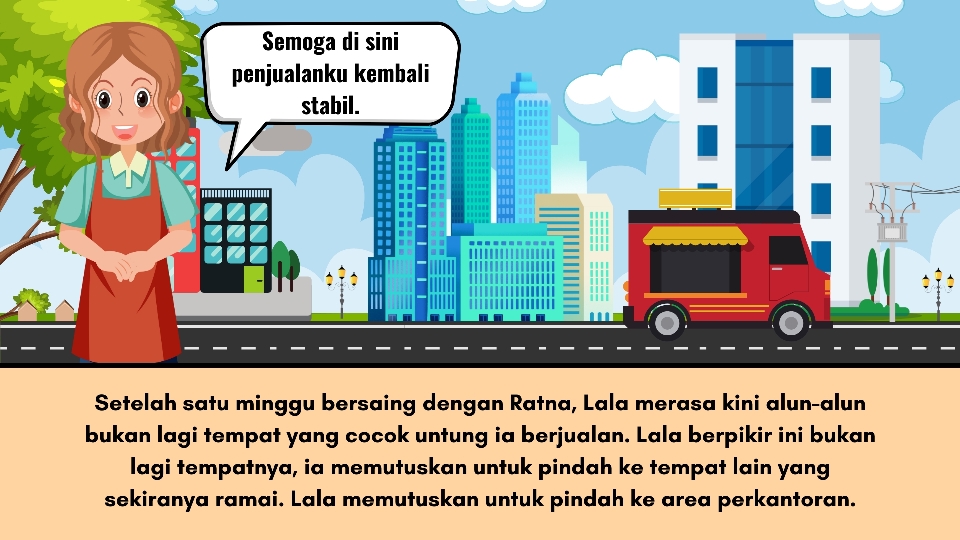 Semoga di sini
penjualanku kembali
stabil.
Setelah satu minggu bersaing dengan Ratna, Lala merasa kini alun-alun
bukan lagi tempat yang cocok untung ia berjualan. Lala berpikir ini bukan
lagi tempatnya, ia memutuskan untuk pindah ke tempat lain yang
sekiranya ramai. Lala memutuskan untuk pindah ke area perkantoran.